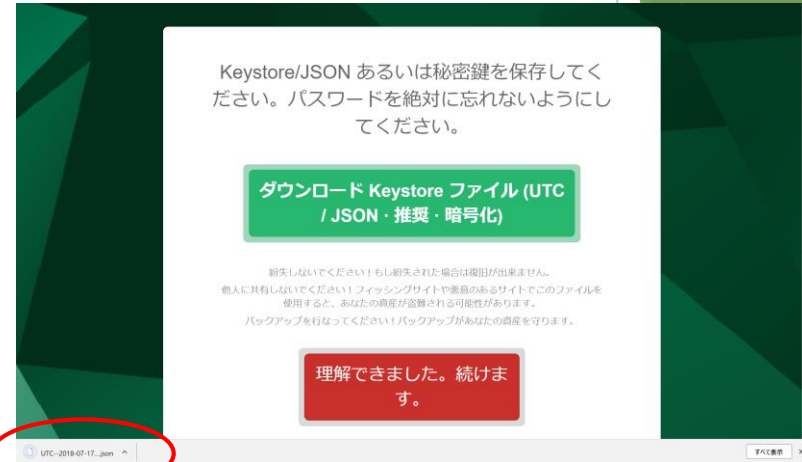 Keystore/JSON あるいは秘密鍵を保存してく
ださい。パスワードを絶対に忘れないようにし
てください。
ダウンロード Keystore ファイル (UTC
/ JSON · 推奨 · 暗号化)
紛失しないでください！もし紛失された場合は復旧が出来ません。
他人に共有しないでください！フィッシングサイトや悪意のあるサイトでこのファイルを
使用すると、あなたの資産が盗難される可能性があります。
バックアップを行なってください！バックアップがあなたの資産を守ります。
理解できました。続けま
す。
UTC--2018-07-17....json
すべて表示